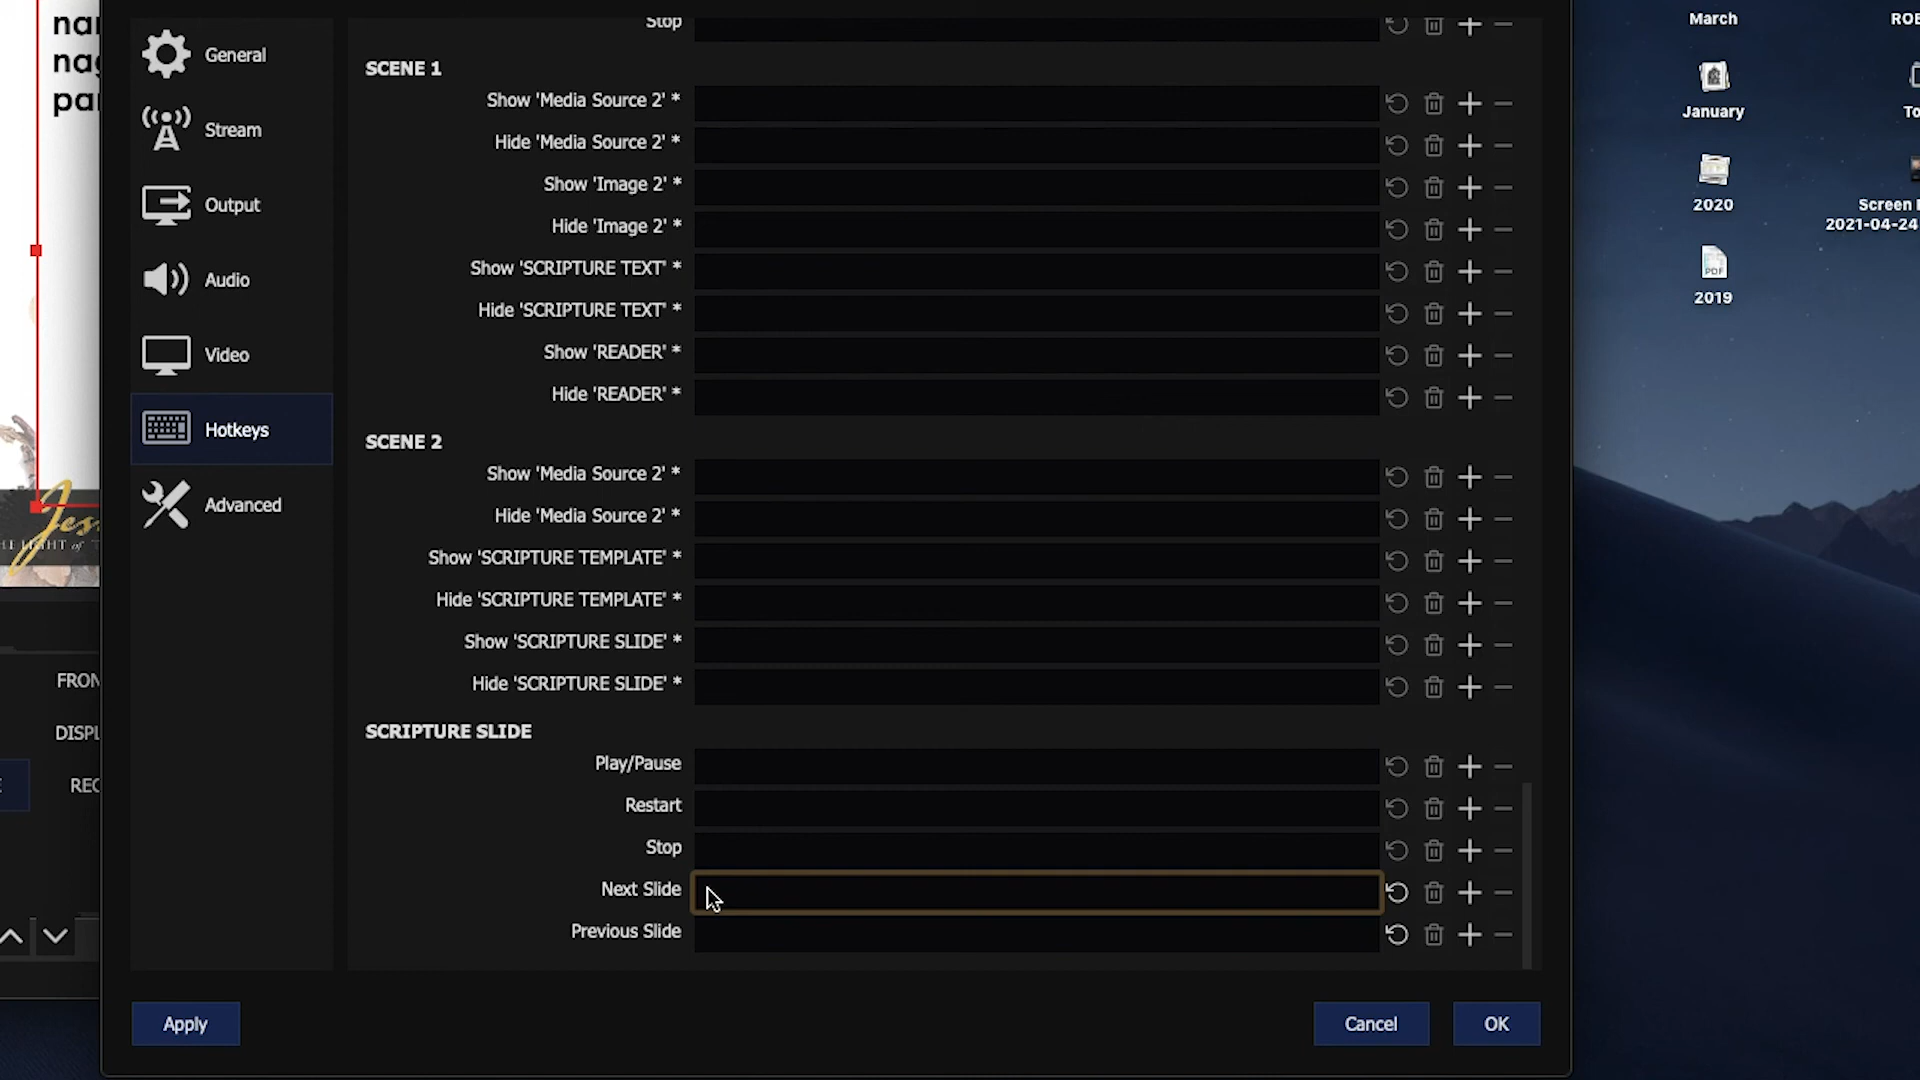 Stop
General
Stream
Output
Audio
Video
Hotkeys
Advanced
SCENE 1
Show 'Media Source 2' *
Hide 'Media Source 2' *
Show 'Image 2' *
Hide 'Image 2' *
Show 'SCRIPTURE TEXT' *
Hide 'SCRIPTURE TEXT' *
Show 'READER' *
Hide 'READER' *
SCENE 2
Show 'Media Source 2' *
Hide 'Media Source 2' *
Show 'SCRIPTURE TEMPLATE' *
Hide 'SCRIPTURE TEMPLATE' *
Show 'SCRIPTURE SLIDE' *
Hide 'SCRIPTURE SLIDE' *
SCRIPTURE SLIDE
Play/Pause
Restart
Stop
Next Slide
Previous Slide
Apply
Cancel
OK
March
January
2020
PDF
2019
Screen
2021-04-24